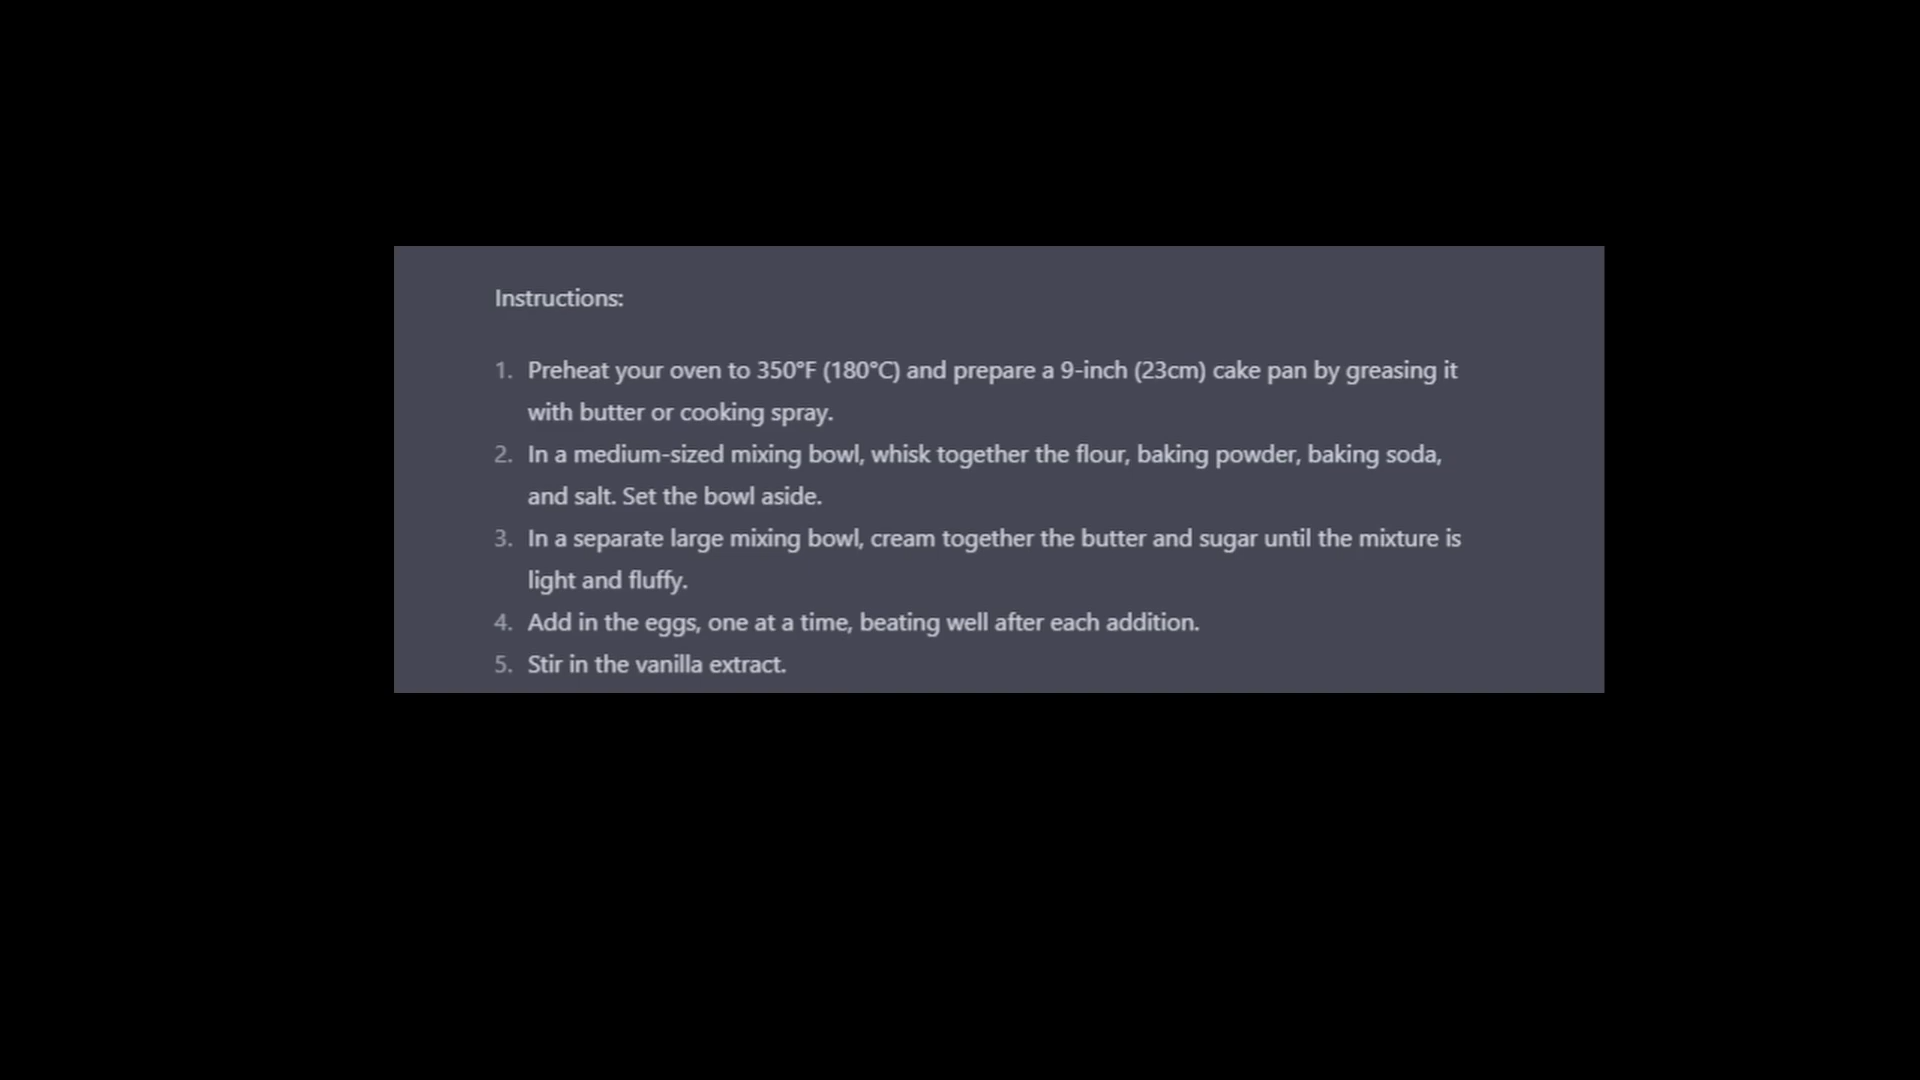 Instructions:
1. Preheat your oven to 350°F (180°C) and prepare a 9-inch (23cm) cake pan by greasing it
with butter or cooking spray.
2. In a medium-sized mixing bowl, whisk together the flour, baking powder, baking soda,
and salt. Set the bowl aside.
3. In a separate large mixing bowl, cream together the butter and sugar until the mixture is
light and fluffy.
4. Add in the eggs, one at a time, beating well after each addition.
5. Stir in the vanilla extract.